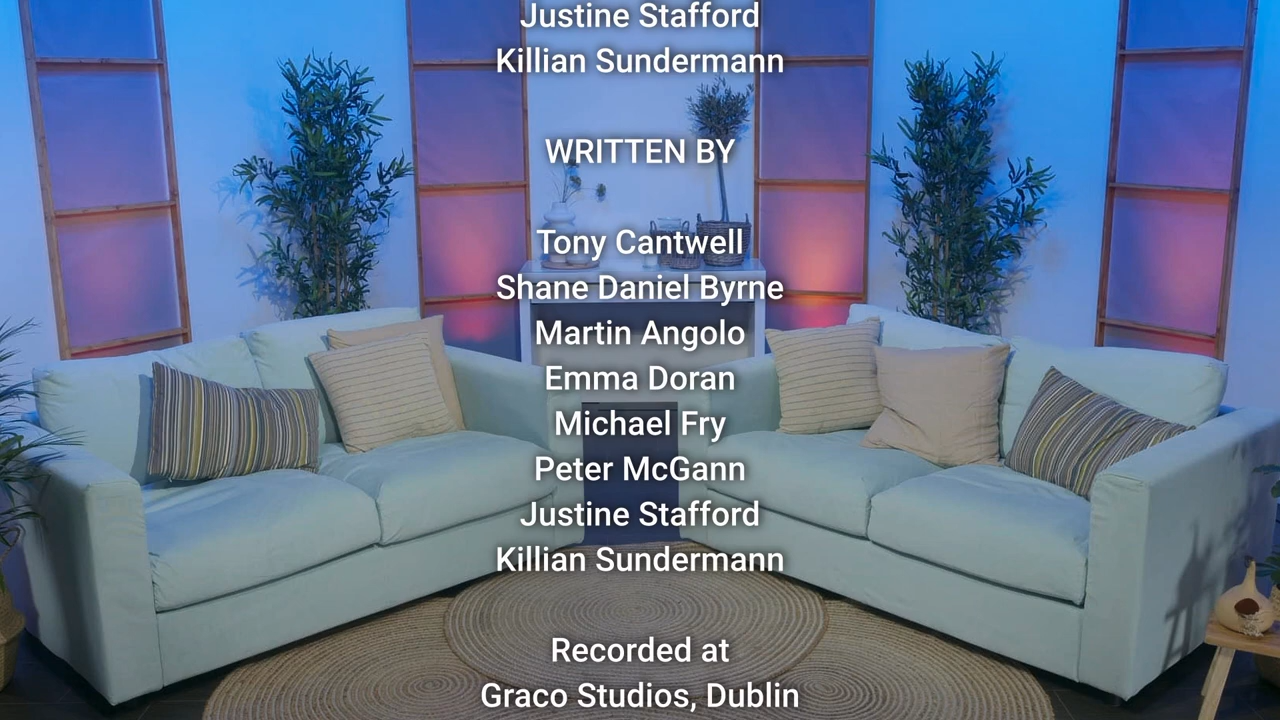 Justine Stafford
Killian Sundermann
WRITTEN BY
Tony Cantwell
Shane Daniel Byrne
Martin Angolo
Emma Doran
Michael Fry
Peter McGann
Justine Stafford
Killian Sundermann
Recorded at
Graco Studios, Dublin